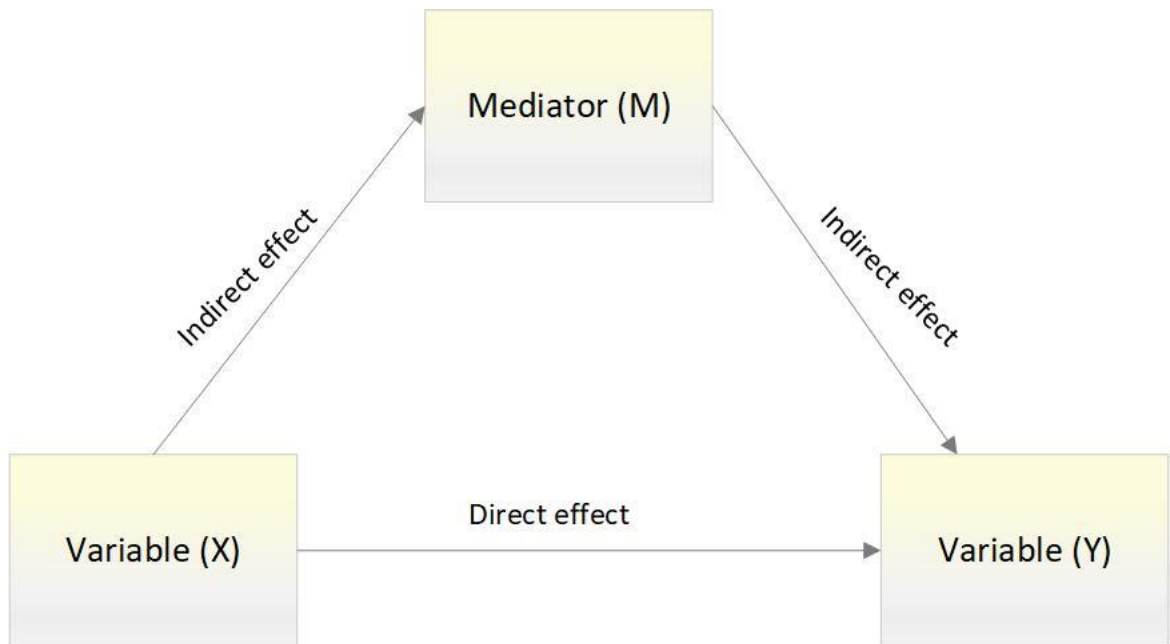 Mediator (M)
Indirect effect
Indirect effect
Direct effect
Variable (X)
Variable (Y)